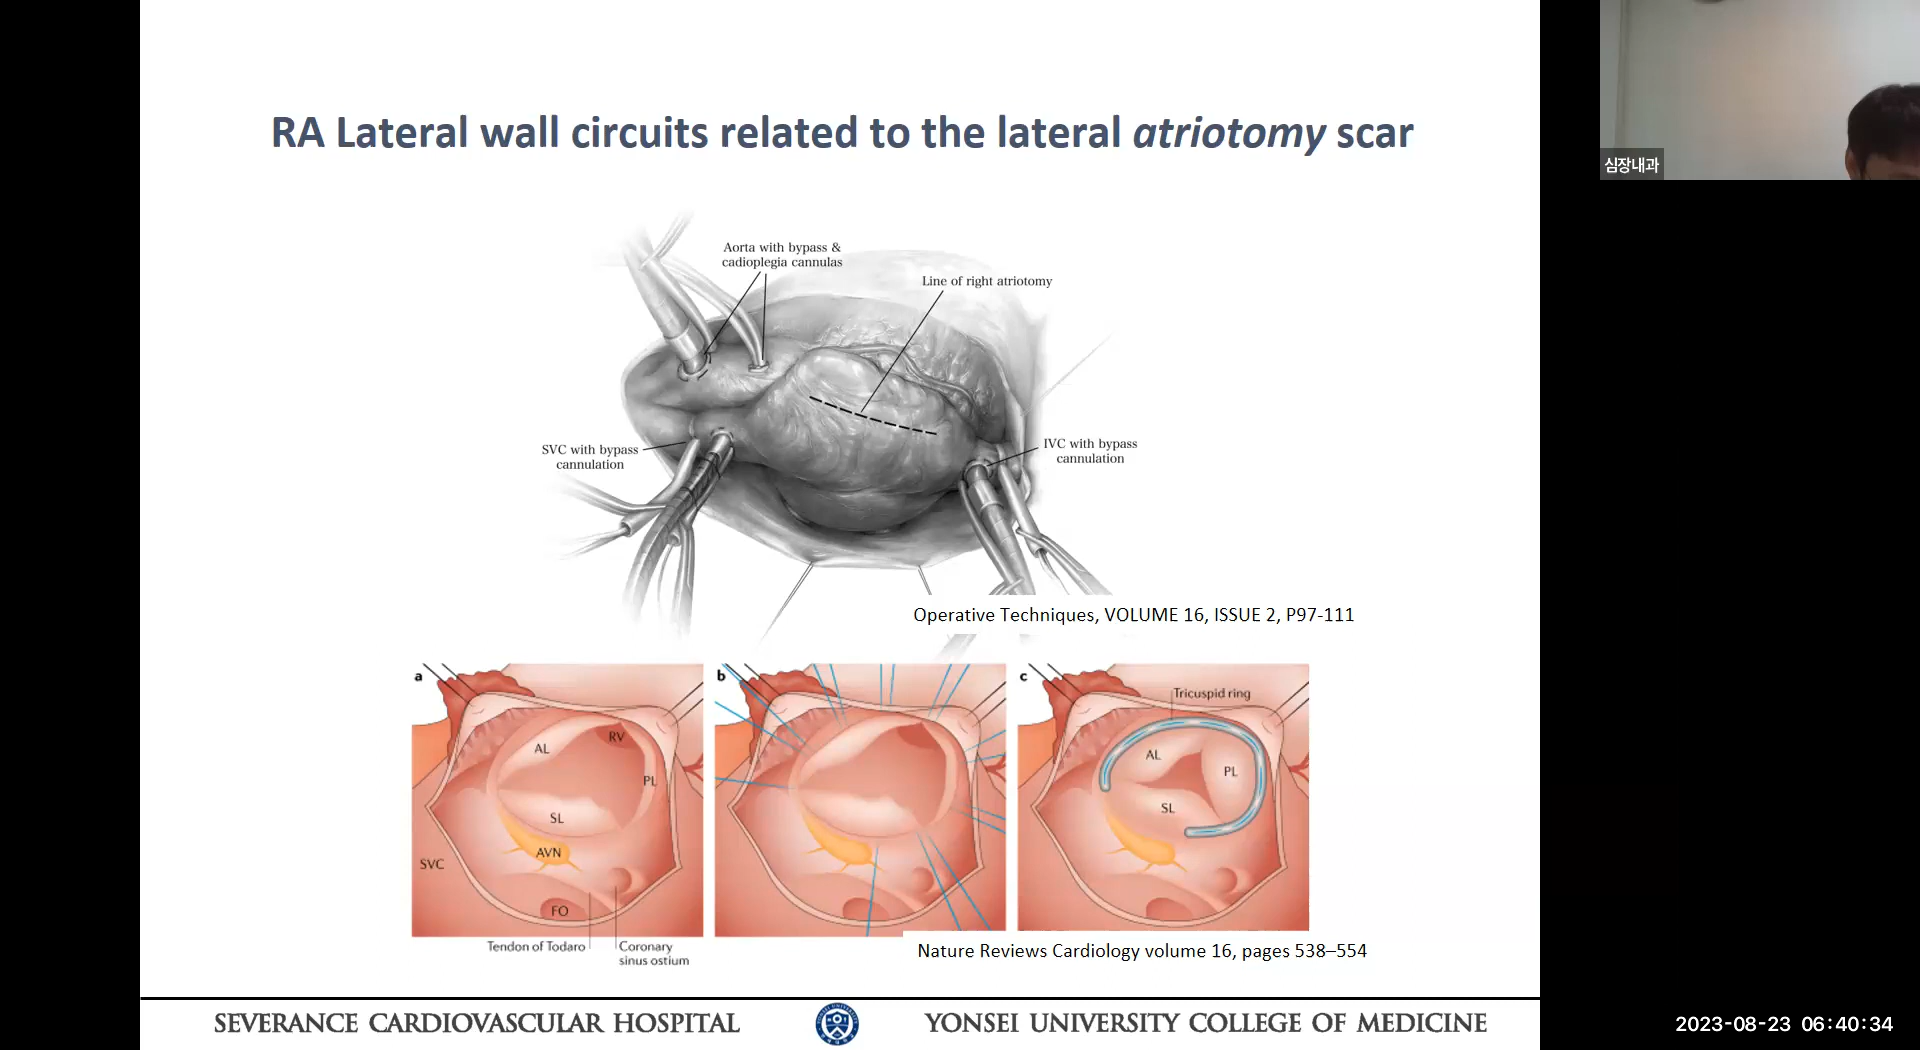 RA Lateral wall circuits related to the lateral atriotomy scar
심장내과
Aorta with bypass &
cadioplegia cannulas
Line of right atriotomy
SVC with bypass
cannulation
IVC with bypass
cannulation
Operative Techniques, VOLUME 16, ISSUE 2, P97-111
a
AL
RV
PL
SL
AVN
SVC
FO
Tendon of Todaro
Coronary
sinus ostium
b
c
Tricuspid ring
AL
PL
SL
Nature Reviews Cardiology volume 16, pages 538–554
SEVERANCE CARDIOVASCULAR HOSPITAL
YONSEI UNIVERSITY COLLEGE OF MEDICINE
2023-08-23 06:40:34